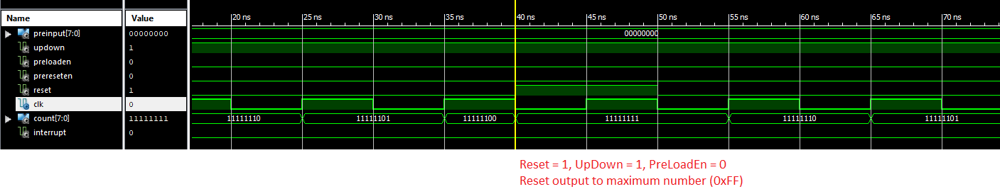 Name Value 20 ns 25 ns 30 ns 35 ns 40 ns 45 ns 50 ns 55 ns 60 ns 65 ns 70 ns
preinput[7:0] 00000000 00000000
updown 1
preloaden 0
prereseten 0
reset 1
clk 0
count[7:0] 11111111 11111110 11111101 11111100 11111111 11111110 11111101
interrupt 0
Reset = 1, UpDown = 1, PreLoadEn = 0
Reset output to maximum number (0xFF)